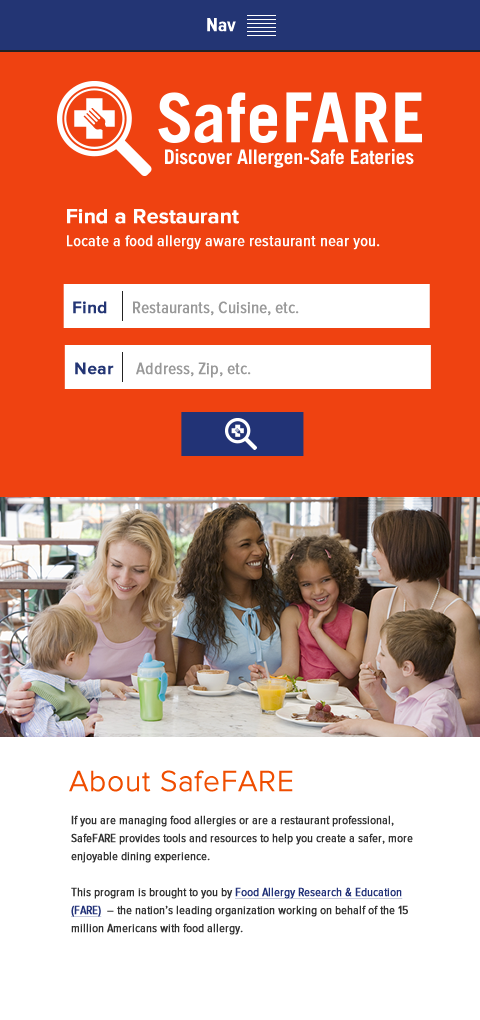 Nav
SafeFARE
Discover Allergen-Safe Eateries
Find a Restaurant
Locate a food allergy aware restaurant near you.
Find Restaurants, Cuisine, etc.
Near Address, Zip, etc.
About SafeFARE
If you are managing food allergies or are a restaurant professional,
SafeFARE provides tools and resources to help you create a safer, more
enjoyable dining experience.
This program is brought to you by Food Allergy Research & Education
(FARE) – the nation’s leading organization working on behalf of the 15
million Americans with food allergy.